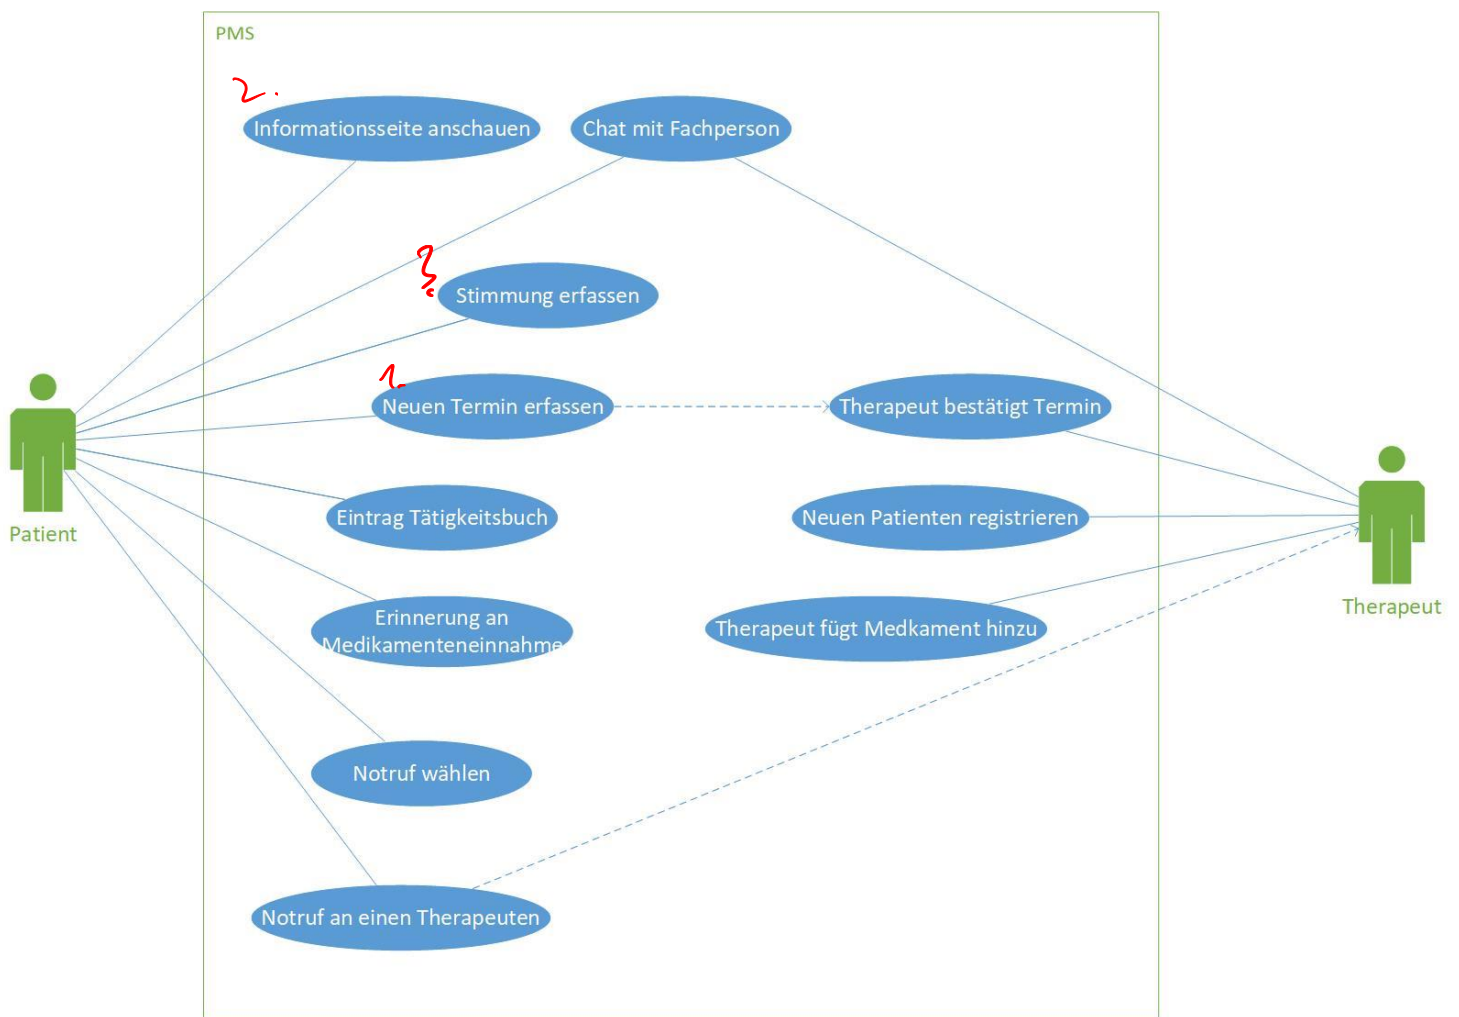 PMS
2.
Informationsseite anschauen
Chat mit Fachperson
3.
Stimmung erfassen
1.
Neuen Termin erfassen
Therapeut bestätigt Termin
Eintrag Tätigkeitsbuch
Neuen Patienten registrieren
Patient
Erinnerung an
Medikamenteneinnahme
Therapeut fügt Medkament hinzu
Therapeut
Notruf wählen
Notruf an einen Therapeuten